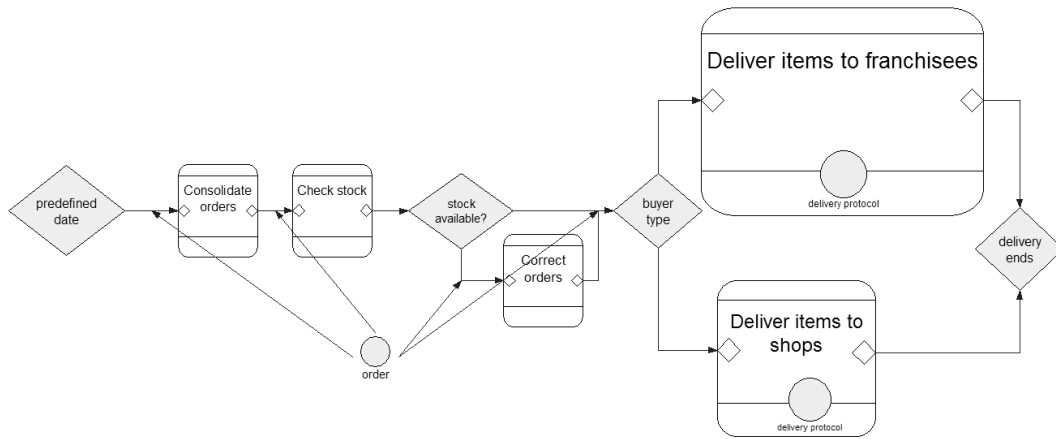 Deliver items to franchisees
delivery protocol
predefined
date
Consolidate
orders
Check stock
stock
available?
Correct
orders
order
buyer
type
delivery
ends
Deliver items to
shops
delivery protocol